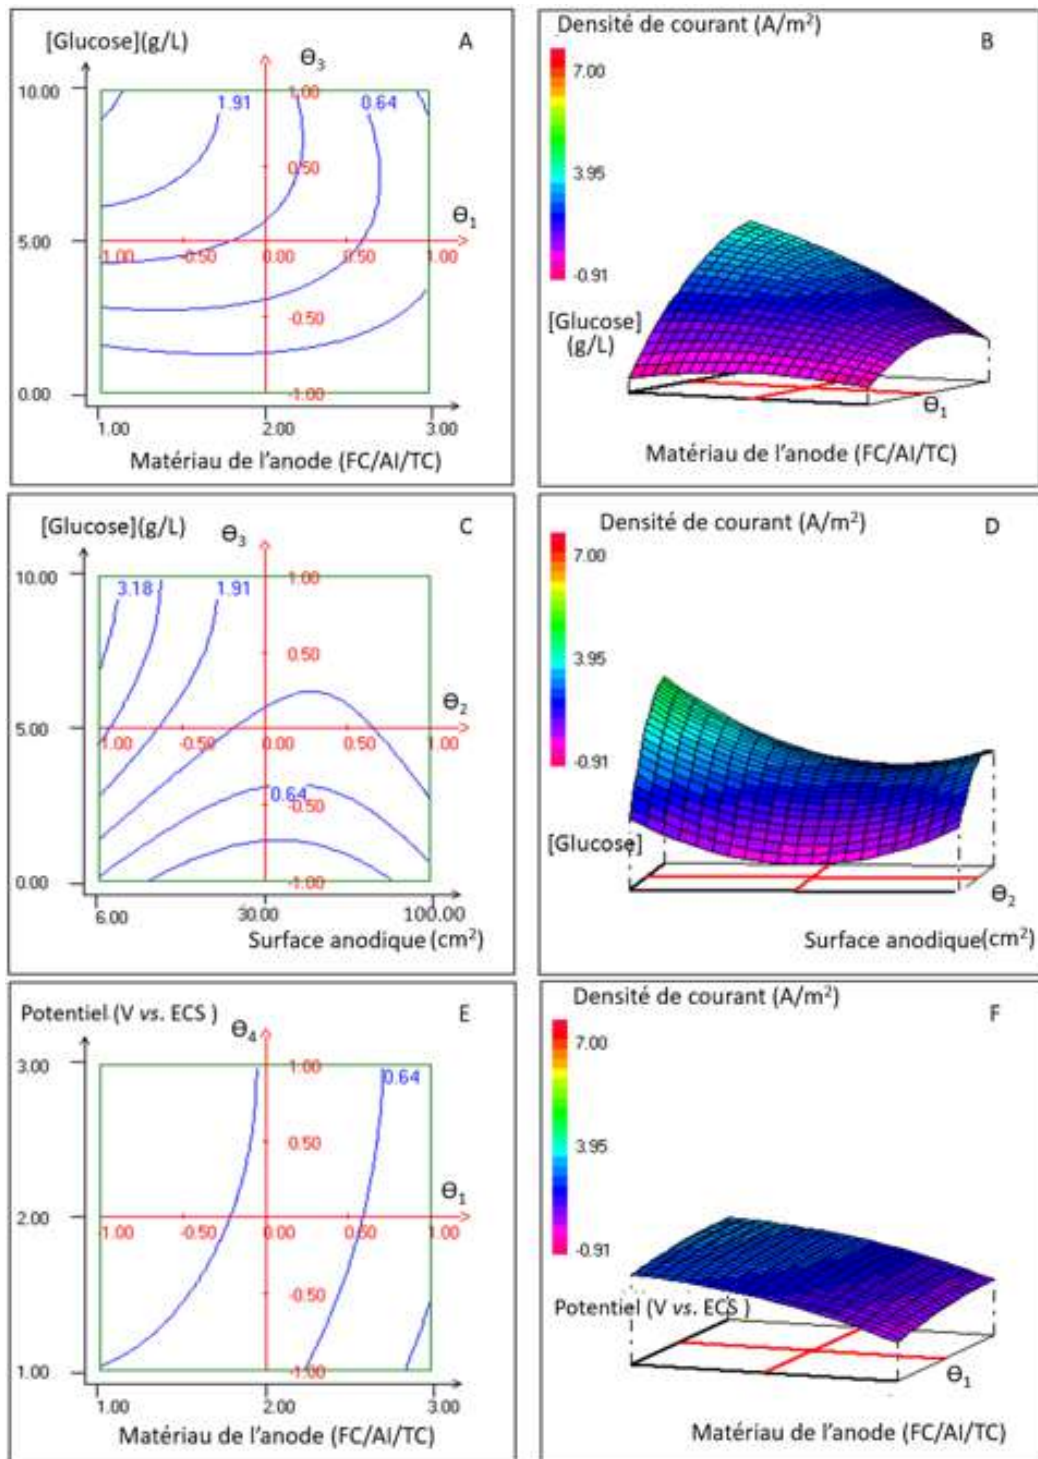 [Glucose](g/L)
A
Θ3
10.00
1.00
1.91
0.64
0.50
Θ1
5.00
1.00
-0.50
0.00
0.50
1.00
-0.50
0.00
-1.00
1.00
2.00
3.00
Matèriau de l'anode (FC/AI/TC)
Densité de courant (A/m²)
B
7.00
3.95
-0.91
[Glucose]
(g/L)
Θ1
Matèriau de l'anode (FC/AI/TC)
[Glucose](g/L)
C
Θ3
10.00
1.00
3.18
1.91
0.50
Θ2
5.00
1.00
-0.50
0.00
0.50
1.00
0.64
-0.50
0.00
-1.00
6.00
30.00
100.00
Surface anodique (cm²)
Densité de courant (A/m²)
D
7.00
3.95
-0.91
[Glucose]
Θ2
Surface anodique(cm²)
Potentiel (V vs. ECS )
E
Θ4
3.00
1.00
0.64
0.50
Θ1
2.00
-1.00
-0.50
0.00
0.50
1.00
-0.50
1.00
-1.00
1.00
2.00
3.00
Matèriau de l'anode (FC/AI/TC)
Densité de courant (A/m²)
F
7.00
3.95
-0.91
Potentiel (V vs. ECS )
Θ1
Matèriau de l'anode (FC/AI/TC)